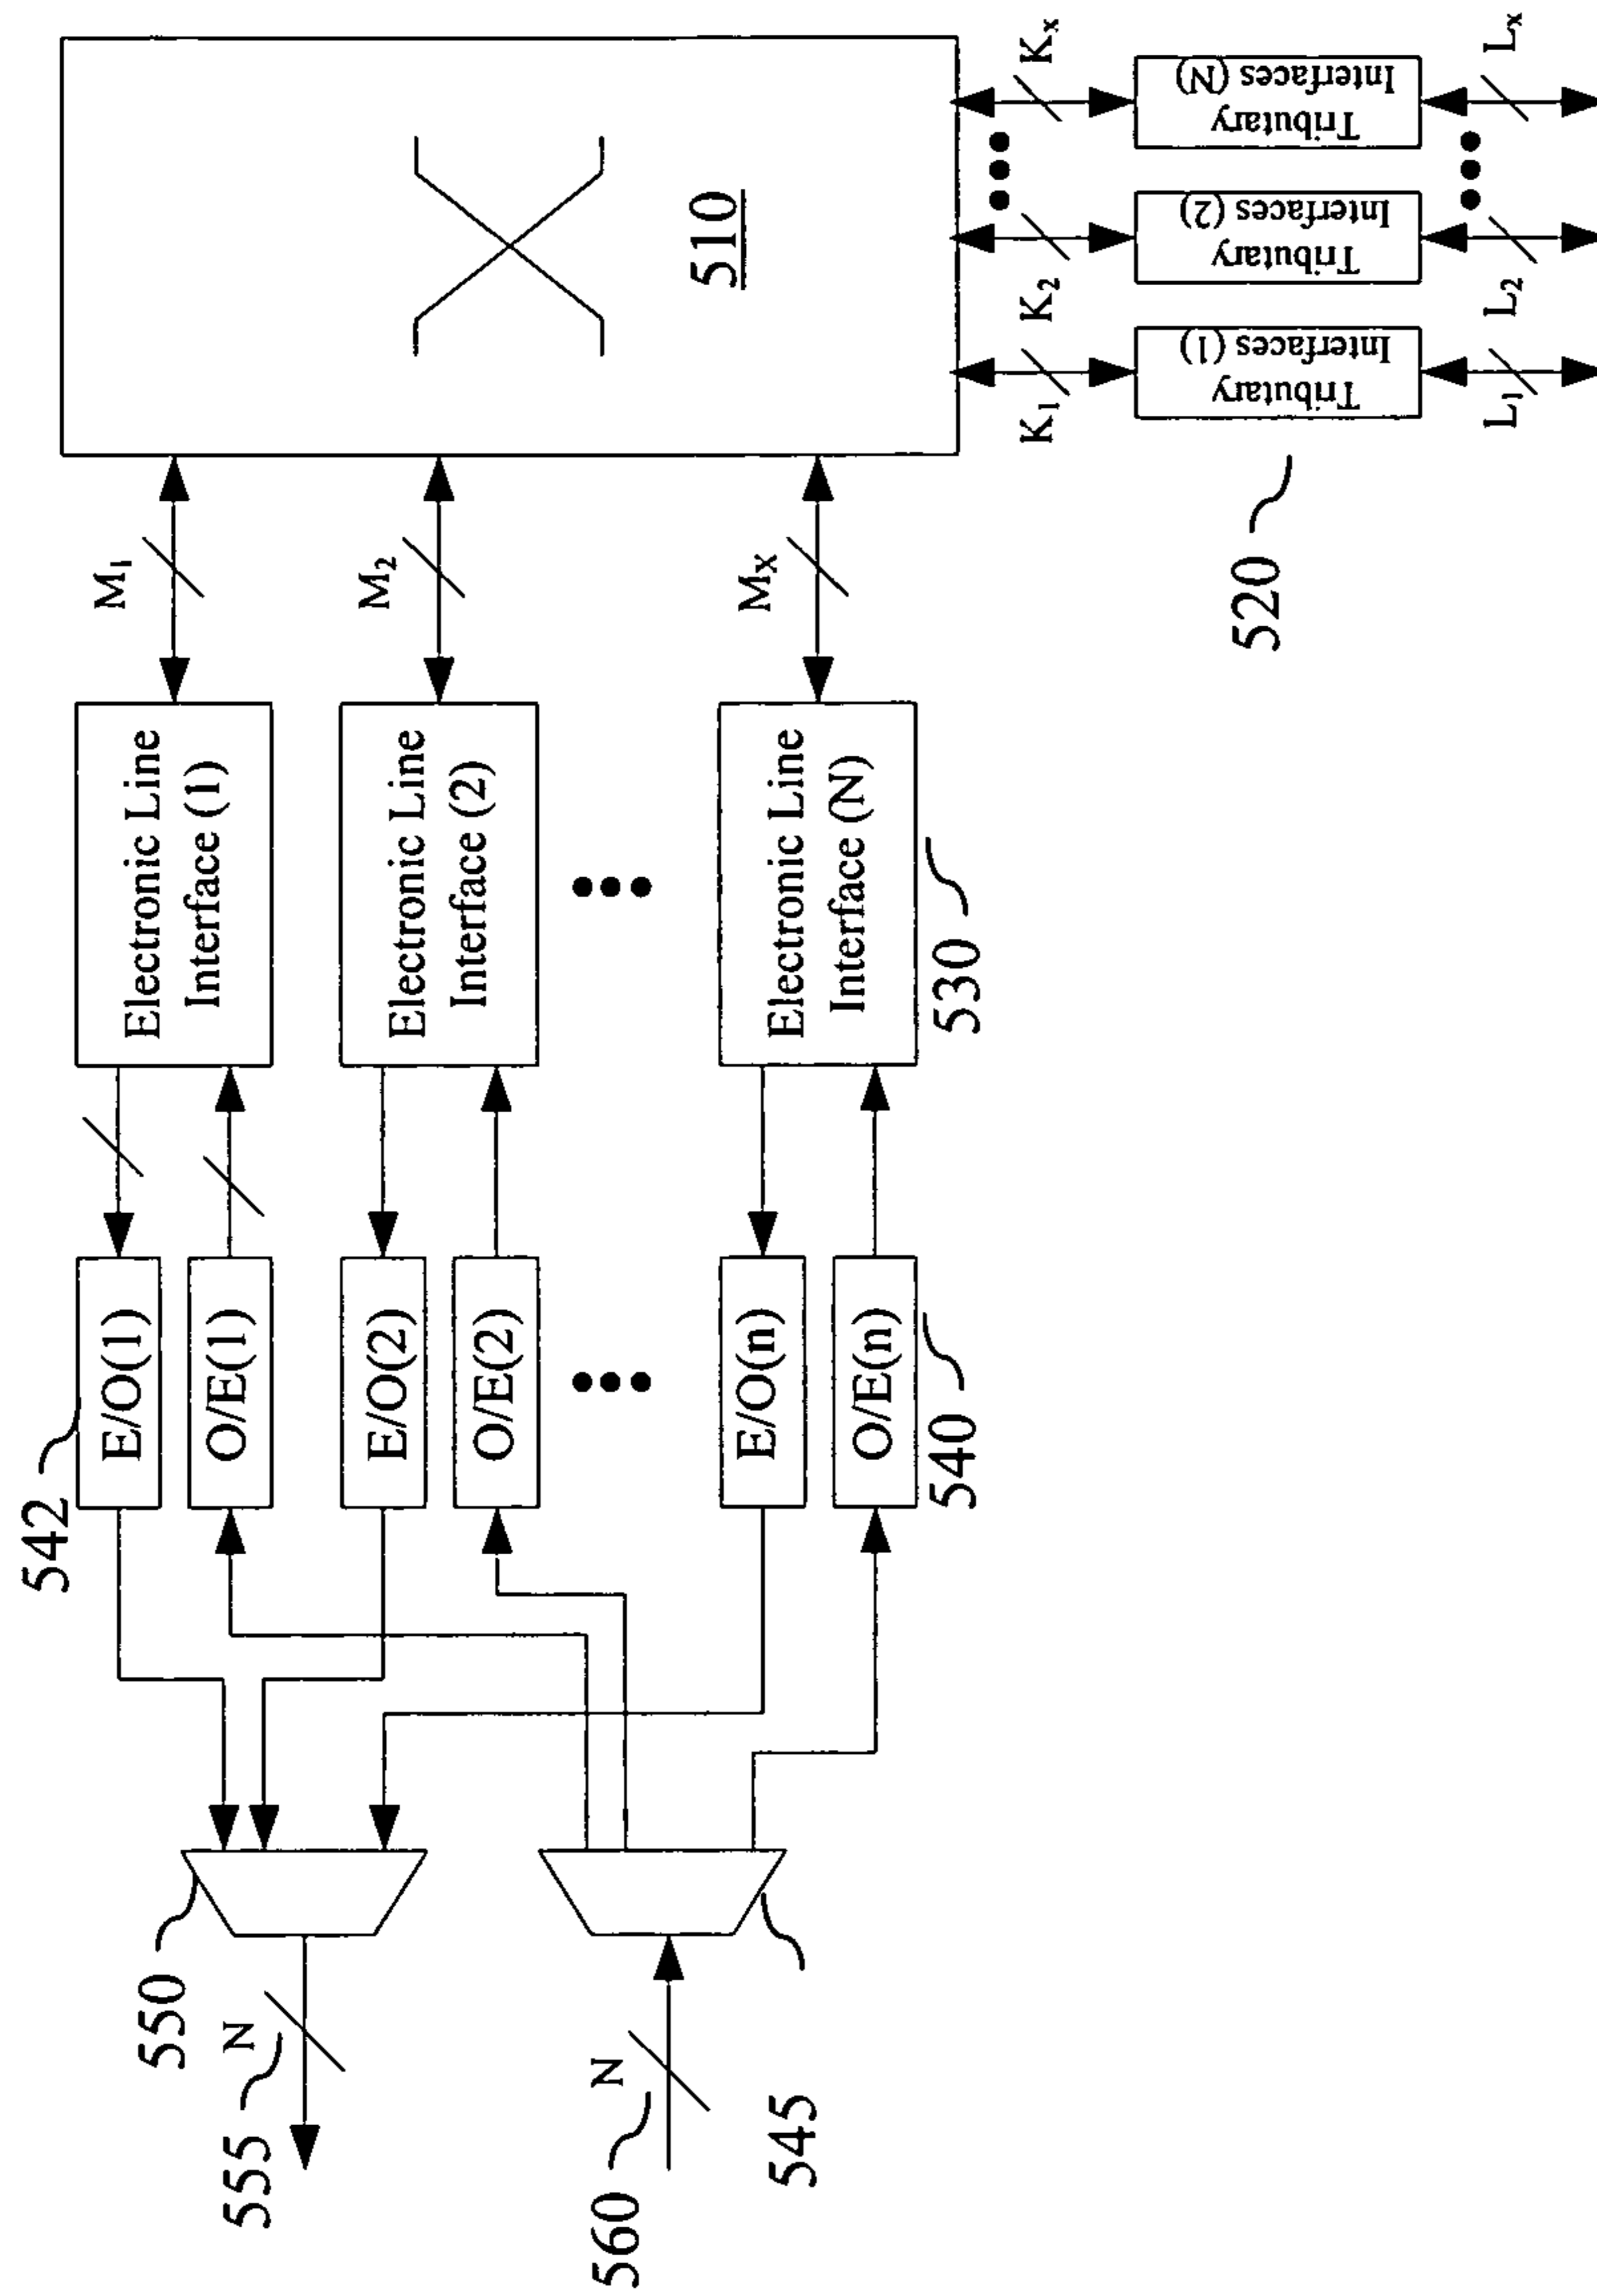 550
555
N
560
N
545
542
E/O(1)
O/E(1)
E/O(2)
O/E(2)
E/O(n)
O/E(n)
540
Electronic Line
Interface (1)
Electronic Line
Interface (2)
Electronic Line
Interface (N)
530
M1
M2
MX
510
K1
K2
Kx
Tributary
Interfaces (1)
Tributary
Interfaces (2)
Tributary
Interfaces (N)
520
L1
L2
Lx